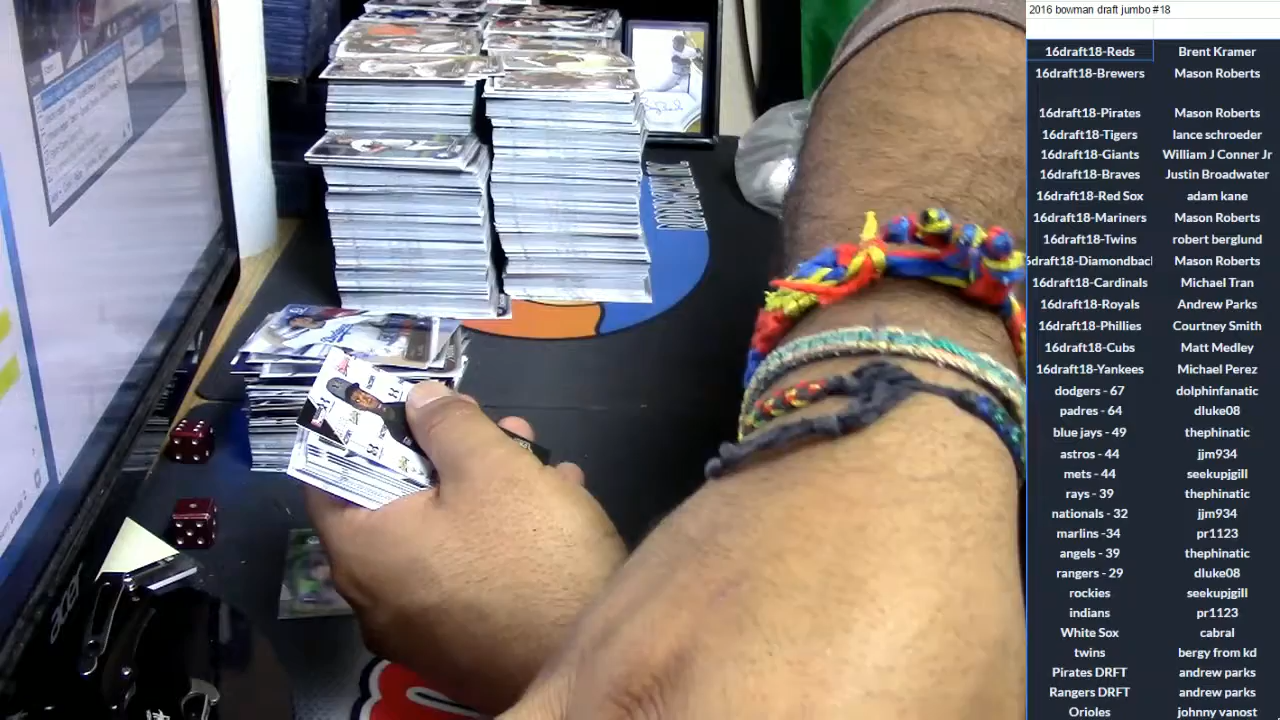 2016 bowman draft jumbo #18
16draft18-Reds Brent Kramer
16draft18-Brewers Mason Roberts
16draft18-Pirates Mason Roberts
16draft18-Tigers lance schroeder
16draft18-Giants William J Conner Jr
16draft18-Braves Justin Broadwater
16draft18-Red Sox adam kane
16draft18-Mariners Mason Roberts
16draft18-Twins robert berglund
6draft18-Diamondbacl Mason Roberts
16draft18-Cardinals Michael Tran
16draft18-Royals Andrew Parks
16draft18-Phillies Courtney Smith
16draft18-Cubs Matt Medley
16draft18-Yankees Michael Perez
dodgers - 67 dolphinfanatic
padres - 64 dluke08
blue jays - 49 thephinatic
astros - 44 jjm934
mets - 44 seekupjgill
rays - 39 thephinatic
nationals - 32 jjm934
marlins -34 pr1123
angels - 39 thephinatic
rangers - 29 dluke08
rockies seekupjgill
indians pr1123
White Sox cabral
twins bergy from kd
Pirates DRFT andrew parks
Rangers DRFT andrew parks
Orioles johnny vanost
acer